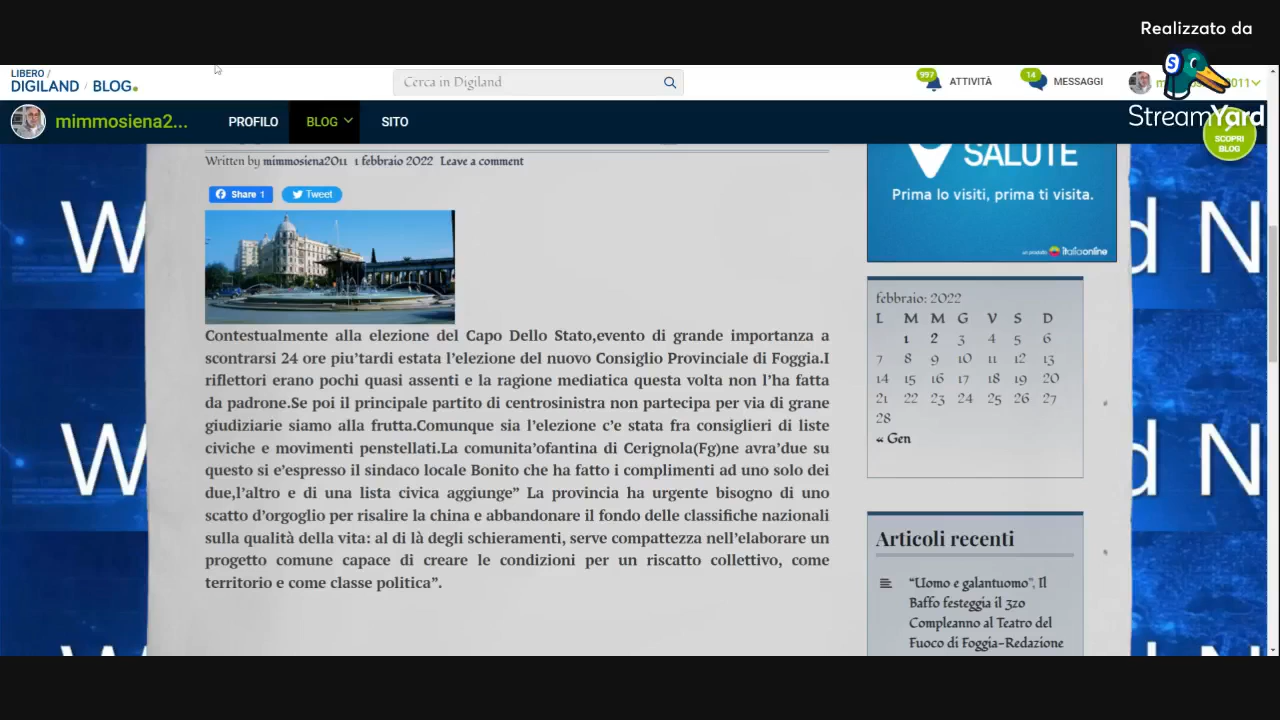 Realizzato da
LIBERO /
DIGILAND / BLOG.
Cerca in Digiland
997
ATTIVITÀ
14
MESSAGGI
StreamYard
mimmosiena2...
PROFILO
BLOG
SITO
SCOPRI
BLOG
Written by mimmosiena2011 1 febbraio 2022 Leave a comment
Share 1
Tweet
SALUTE
Prima lo visiti, prima ti visita.
un prodotto italiaonline
Contestualmente alla elezione del Capo Dello Stato,evento di grande importanza a
scontrarsi 24 ore piu'tardi estata l'elezione del nuovo Consiglio Provinciale di Foggia.I
riflettori erano pochi quasi assenti e la ragione mediatica questa volta non l'ha fatta
da padrone.Se poi il principale partito di centrosinistra non partecipa per via di grane
giudiziarie siamo alla frutta.Comunque sia l'elezione c'e stata fra consiglieri di liste
civiche e movimenti penstellati.La comunita'ofantina di Cerignola(Fg)ne avra'due su
questo si e'espresso il sindaco locale Bonito che ha fatto i complimenti ad uno solo dei
due,l'altro e di una lista civica aggiunge" La provincia ha urgente bisogno di uno
scatto d'orgoglio per risalire la china e abbandonare il fondo delle classifiche nazionali
sulla qualità della vita: al di là degli schieramenti, serve compattezza nell'elaborare un
progetto comune capace di creare le condizioni per un riscatto collettivo, come
territorio e come classe politica".
febbraio: 2022
L M M G V S D
1 2 3 4 5 6
7 8 9 10 11 12 13
14 15 16 17 18 19 20
21 22 23 24 25 26 27
28
« Gen
Articoli recenti
"Uomo e galantuomo", Il
Baffo festeggia il 32o
Compleanno al Teatro del
Fuoco di Foggia-Redazione